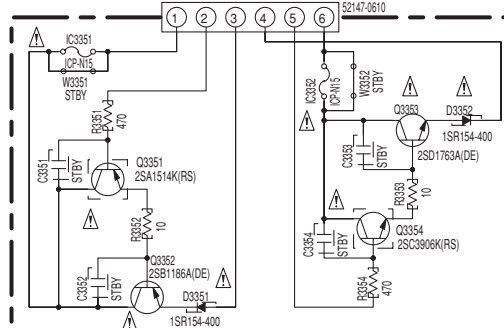 52147-0610
1 2 3 4 5 6
IC3351
ICP-N15
W3351
STBY
R3351
470
C3351
STBY
Q3351
2SA1514K(RS)
R3352
10
Q3352
2SB1186A(DE)
C3352
STBY
D3351
1SR154-400
IC3352
ICP-N15
W3352
STBY
Q3353
D3352
1SR154-400
2SD1763A(DE)
C3353
STBY
R3353
10
Q3354
2SC3906K(RS)
C3354
STBY
R3354
470